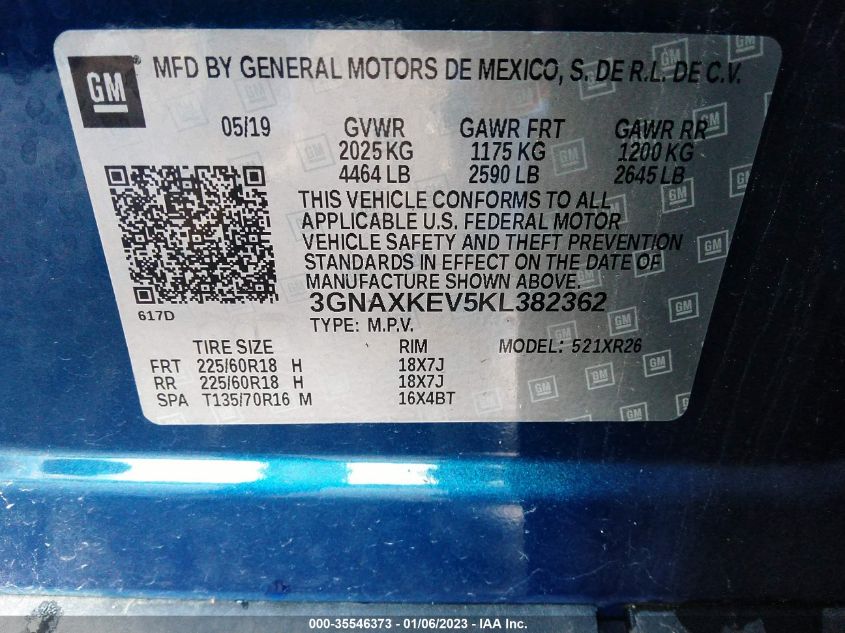 GM MFD BY GENERAL MOTORS DE MEXICO, S. DE R.L. DE C.V.
05/19 GVWR GAWR FRT GAWR RR
2025 KG 1175 KG 1200 KG
4464 LB 2590 LB 2645 LB
THIS VEHICLE CONFORMS TO ALL
APPLICABLE U.S. FEDERAL MOTOR
VEHICLE SAFETY AND THEFT PREVENTION
STANDARDS IN EFFECT ON THE DATE OF
MANUFACTURE SHOWN ABOVE.
617D 3GNAXKEV5KL382362
TYPE: M.P.V.
TIRE SIZE RIM MODEL: 521XR26
FRT 225/60R18 H 18X7J
RR 225/60R18 H 18X7J
SPA T135/70R16 M 16X4BT
000-35546373 - 01/06/2023 - IAA Inc.